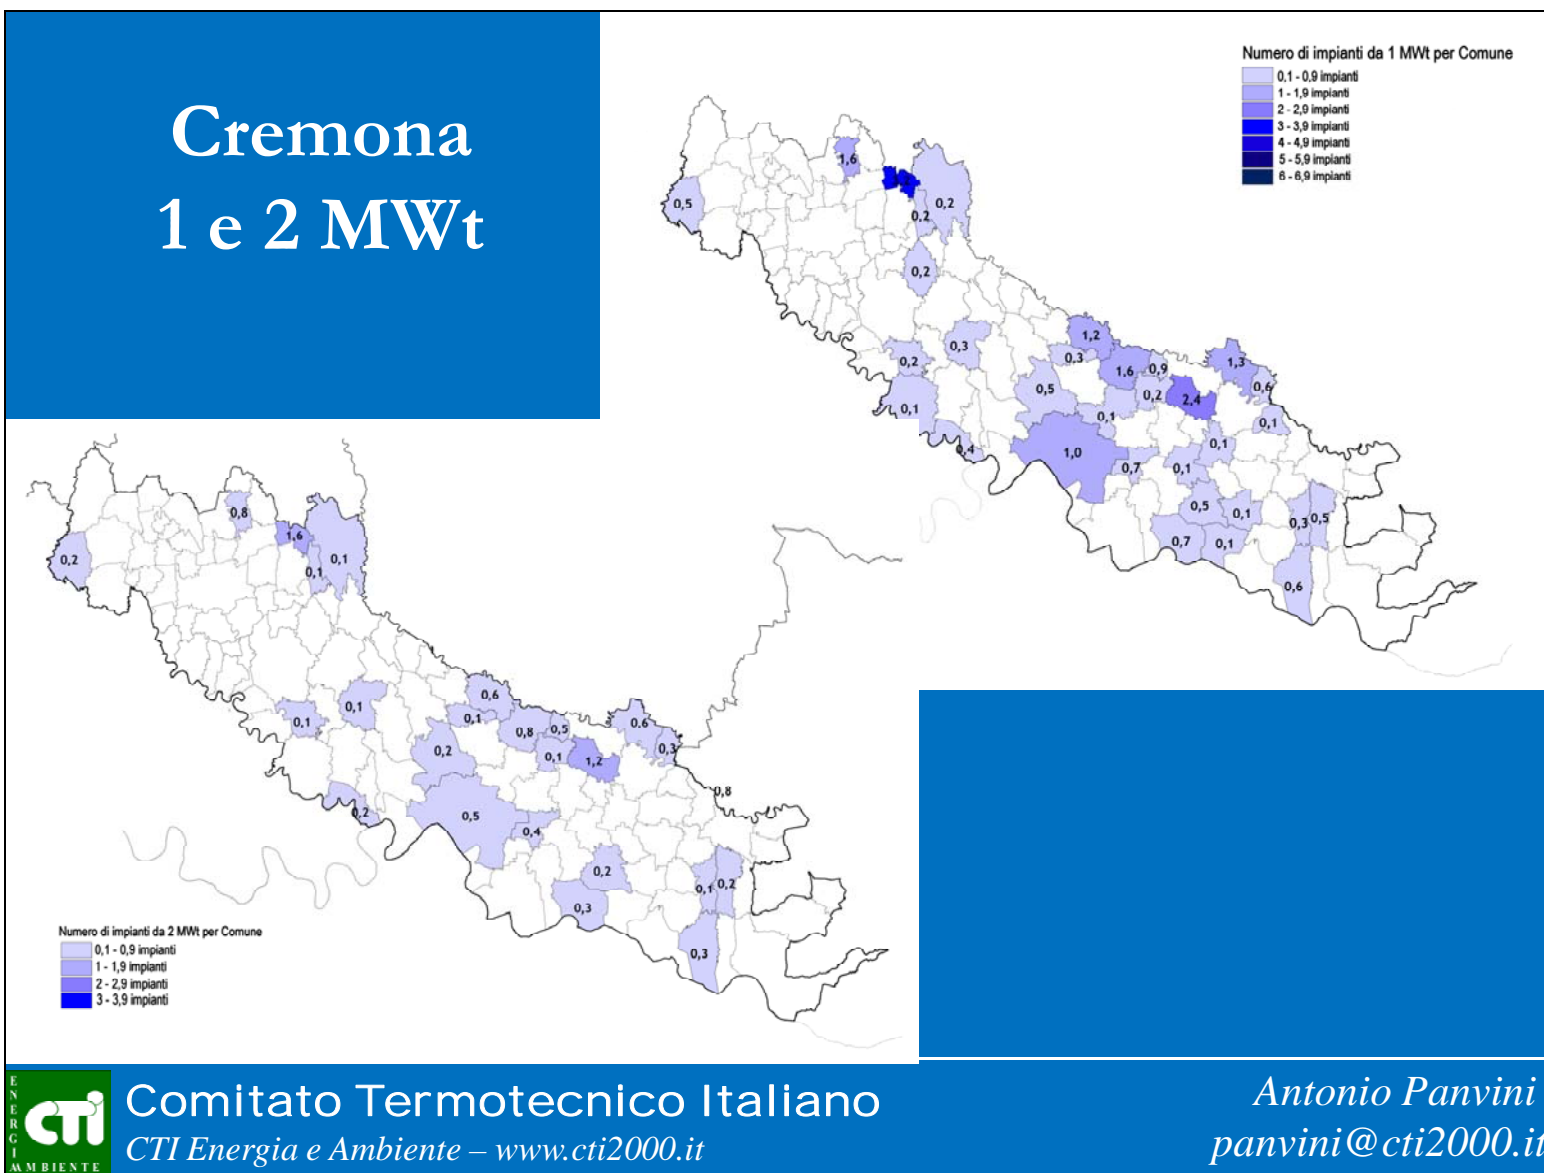 Cremona
1 e 2 MWt
Numero di impianti da 1 MWt per Comune
0,1 - 0,9 impianti
1 - 1,9 impianti
2 - 2,9 impianti
3 - 3,9 impianti
4 - 4,9 impianti
5 - 5,9 impianti
6 - 6,9 impianti
1,6
0,5
0,2
0,2
0,2
1,2
0,3
0,3
0,2
1,6
0,9
1,3
0,6
0,5
0,2
2,4
0,1
0,1
0,1
0,1
0,4
1,0
0,7
0,1
0,5
0,1
0,3
0,5
0,7
0,1
0,6
0,8
1,6
0,2
0,1
0,1
0,6
0,1
0,1
0,1
0,8
0,5
0,6
0,3
0,2
0,1
1,2
0,8
0,2
0,5
0,4
0,2
0,1
0,2
0,3
0,3
Numero di impianti da 2 MWt per Comune
0,1 - 0,9 impianti
1 - 1,9 impianti
2 - 2,9 impianti
3 - 3,9 impianti
ENERGIA
CTI
AMBIENTE
Comitato Termotecnico Italiano
CTI Energia e Ambiente – www.cti2000.it
Antonio Panvini
panvini@cti2000.it